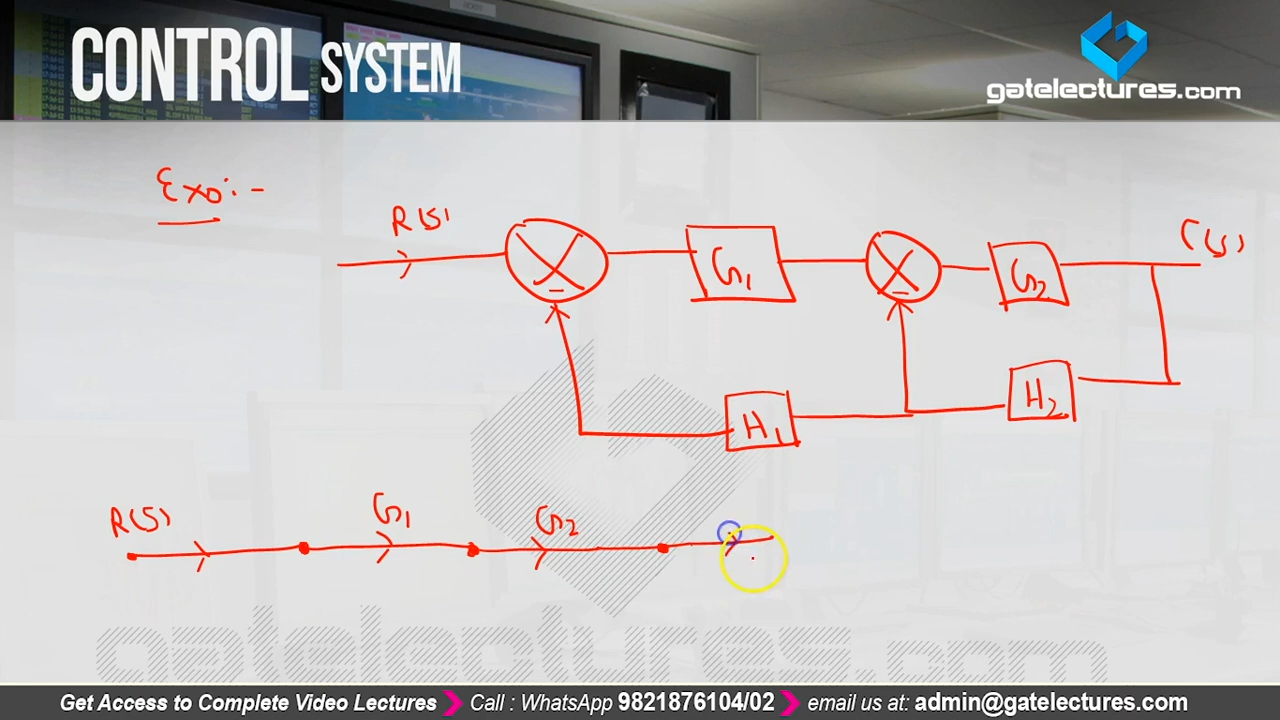 CONTROL SYSTEM
gatelectures.com
Exo:-
R(S)
G1
G2
C(s)
-
-
H1
H2
R(S)
G1
G2
gatelectures.com
Get Access to Complete Video Lectures
Call : WhatsApp 9821876104/02
email us at: admin@gatelectures.com